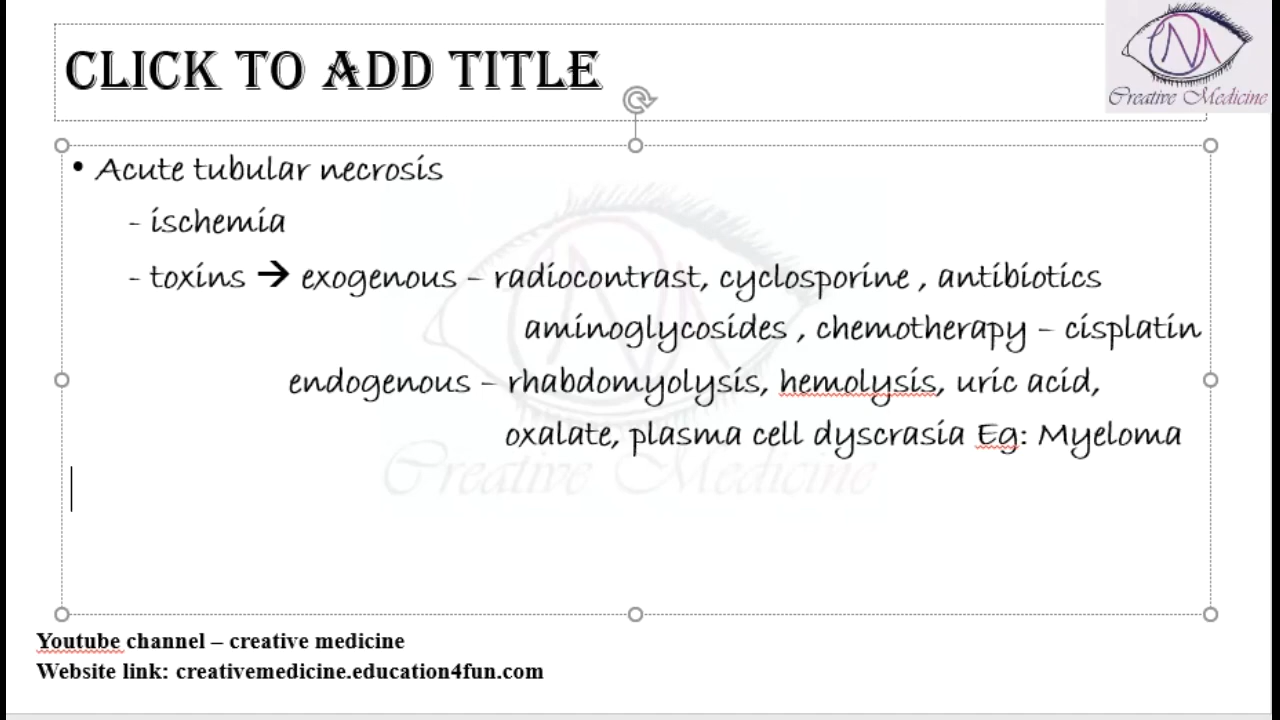 CLICK TO ADD TITLE
Creative Medicine
• Acute tubular necrosis
- ischemia
- toxins → exogenous – radiocontrast, cyclosporine , antibiotics
aminoglycosides , chemotherapy – cisplatin
endogenous – rhabdomyolysis, hemolysis, uric acid,
oxalate, plasma cell dyscrasia Eg: Myeloma
Creative Medicine
Youtube channel – creative medicine
Website link: creativemedicine.education4fun.com